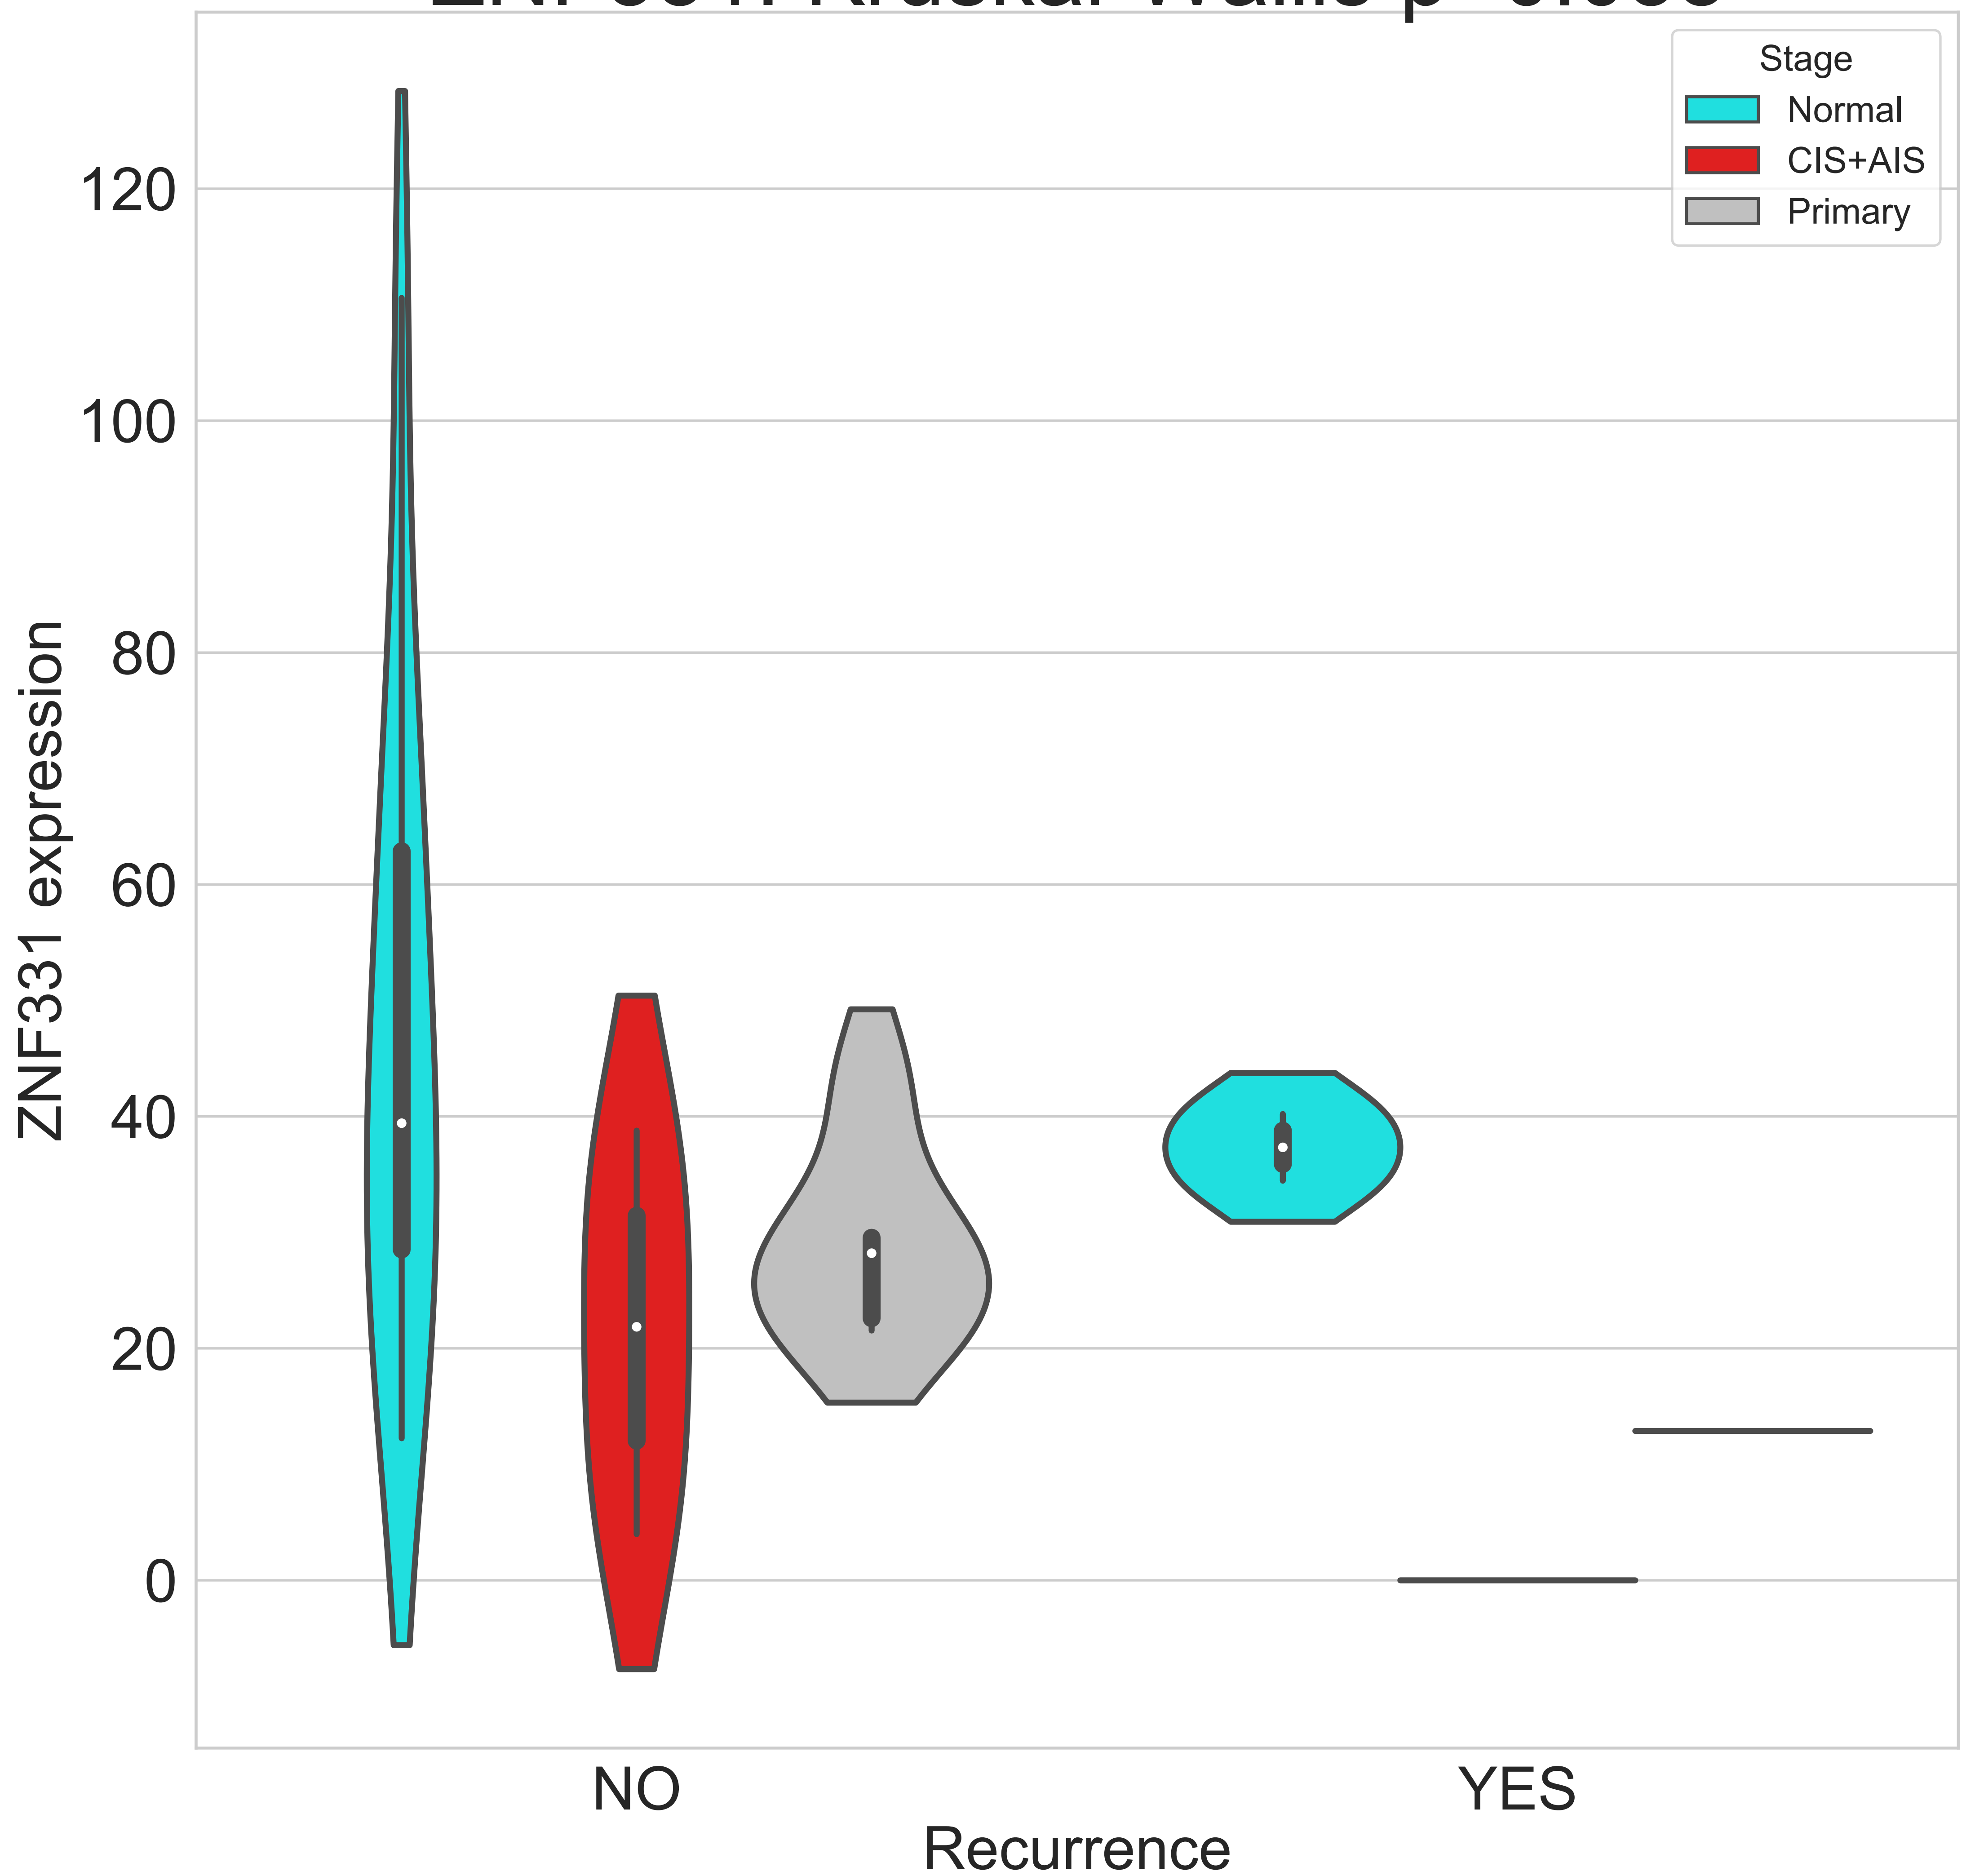 Stage
Normal
CIS+AIS
Primary
120
100
80
60
40
20
0
ZNF331 expression
NO
YES
Recurrence